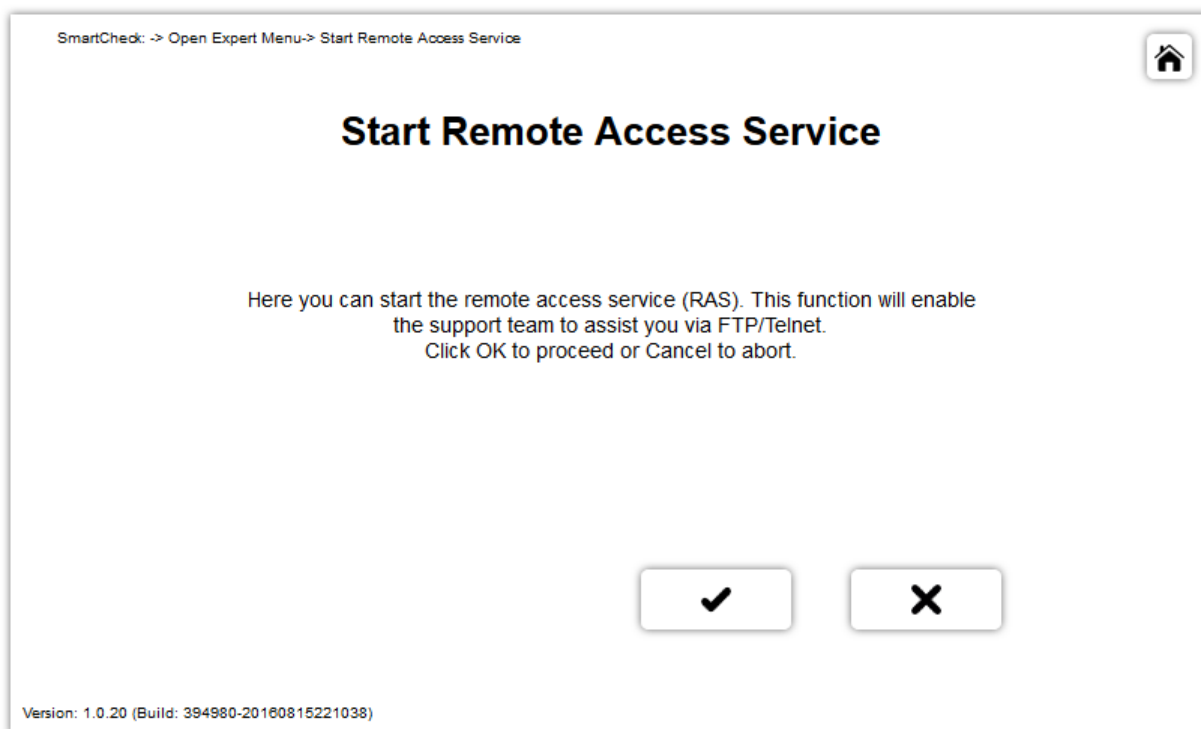 SmartCheck: -> Open Expert Menu-> Start Remote Access Service
Start Remote Access Service
Here you can start the remote access service (RAS). This function will enable
the support team to assist you via FTP/Telnet.
Click OK to proceed or Cancel to abort.
Version: 1.0.20 (Build: 394980-20160815221038)